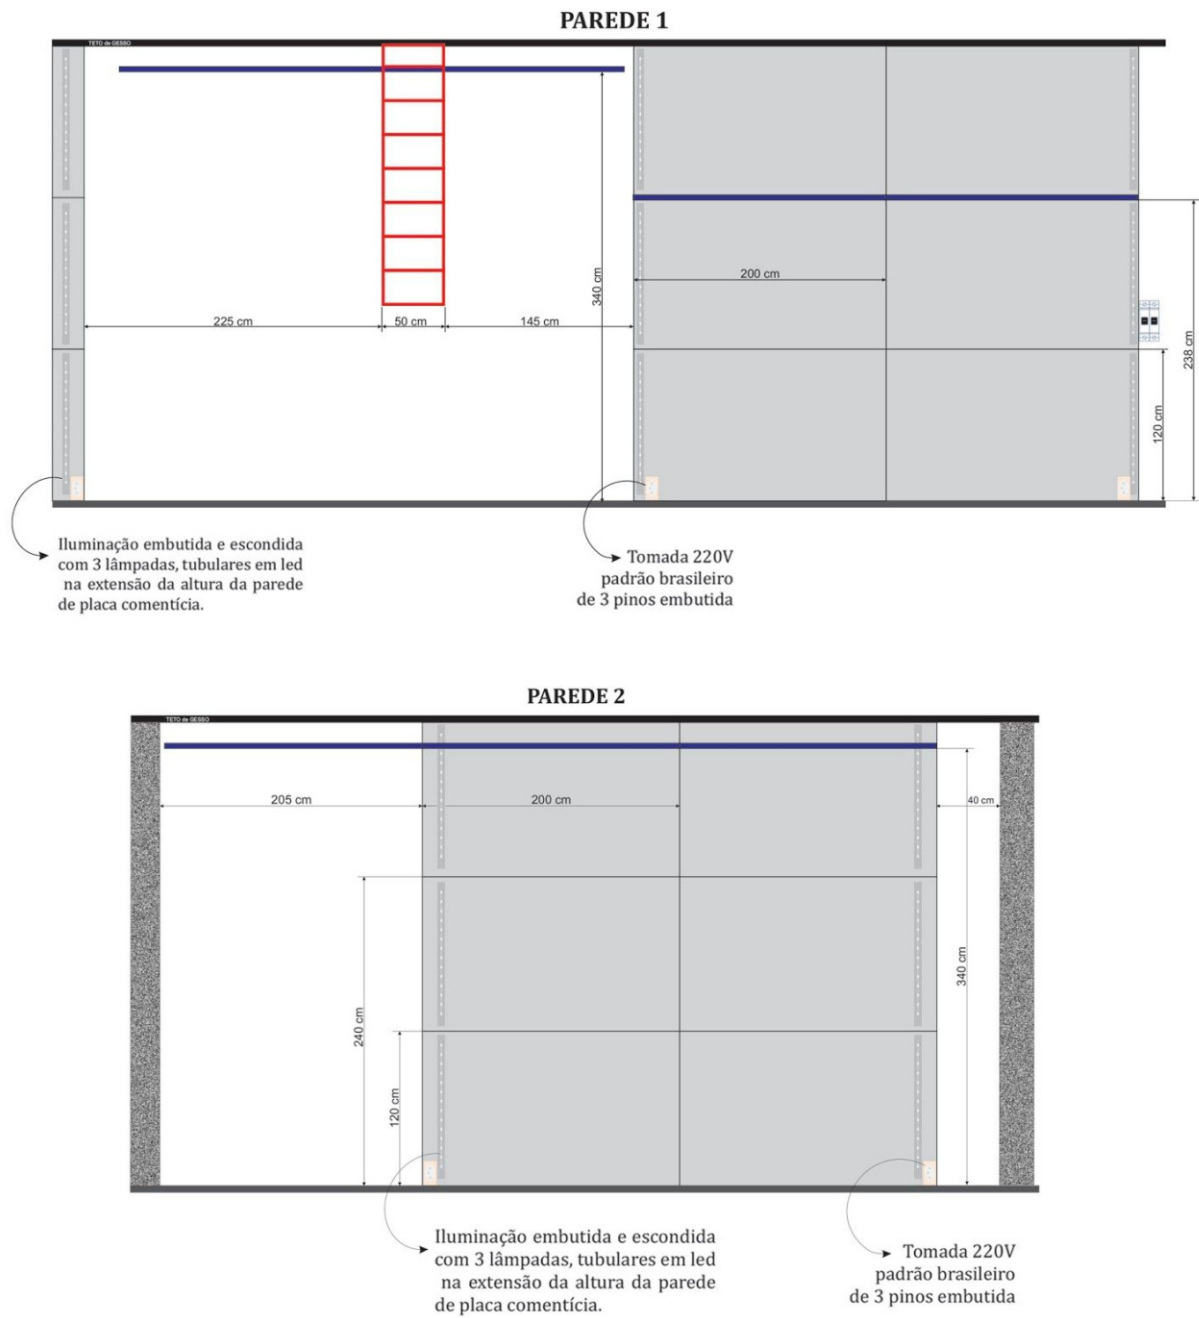 PAREDE 1
TETO de GESSO
340 cm
200 cm
225 cm
50 cm
145 cm
238 cm
120 cm
Iluminação embutida e escondida
com 3 lâmpadas, tubulares em led
na extensão da altura da parede
de placa comentícia.
Tomada 220V
padrão brasileiro
de 3 pinos embutida
PAREDE 2
TETO de GESSO
205 cm
200 cm
40 cm
340 cm
240 cm
120 cm
Iluminação embutida e escondida
com 3 lâmpadas, tubulares em led
na extensão da altura da parede
de placa comentícia.
Tomada 220V
padrão brasileiro
de 3 pinos embutida